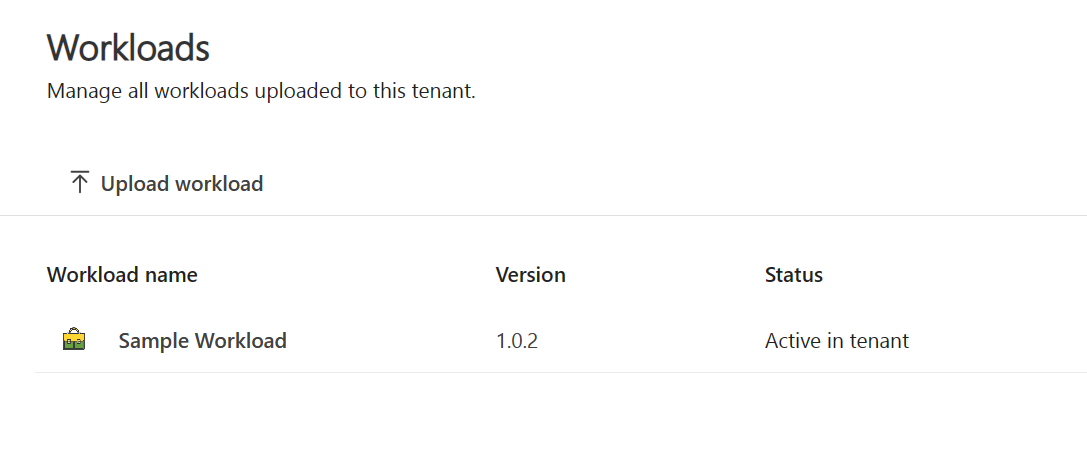 Workloads
Manage all workloads uploaded to this tenant.
Upload workload
Workload name Version Status
Sample Workload 1.0.2 Active in tenant